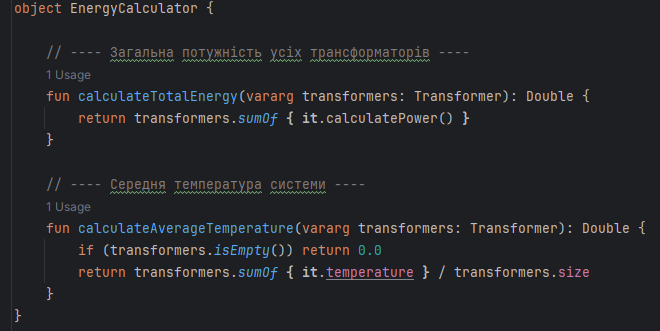 object EnergyCalculator {
// ---- Загальна потужність усіх трансформаторів ----
1 Usage
fun calculateTotalEnergy(vararg transformers: Transformer): Double {
return transformers.sumOf { it.calculatePower() }
}
// ---- Середня температура системи ----
1 Usage
fun calculateAverageTemperature(vararg transformers: Transformer): Double {
if (transformers.isEmpty()) return 0.0
return transformers.sumOf { it.temperature } / transformers.size
}
}